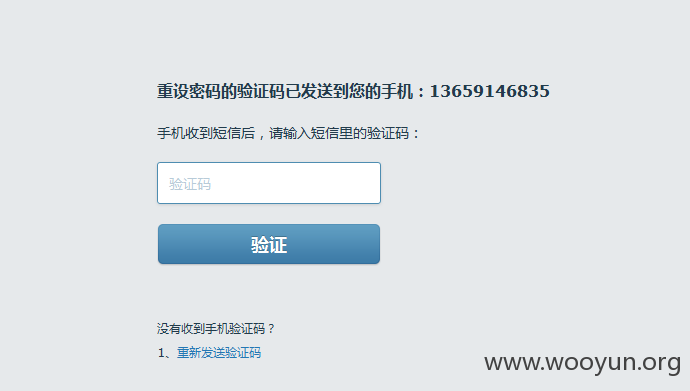 重设密码的验证码已发送到您的手机：13659146835
手机收到短信后，请输入短信里的验证码：
验证码
验证
没有收到手机验证码？
1、重新发送验证码
www.wooyun.org